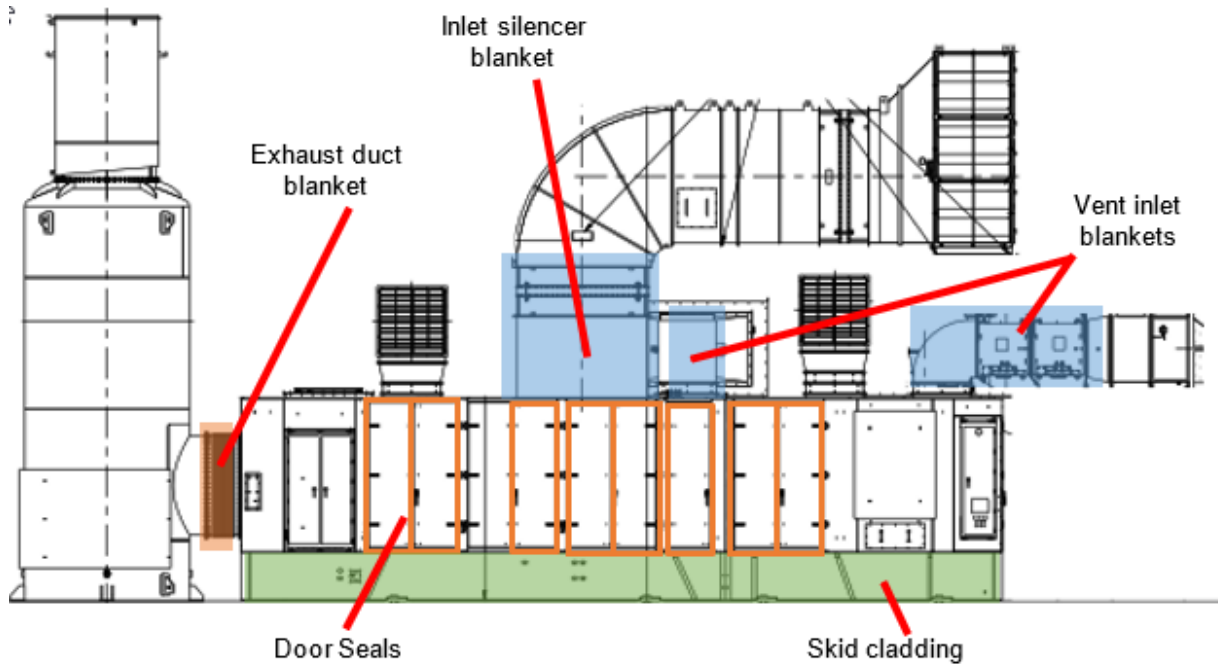 Inlet silencer
blanket
Exhaust duct
blanket
Vent inlet
blankets
Door Seals
Skid cladding